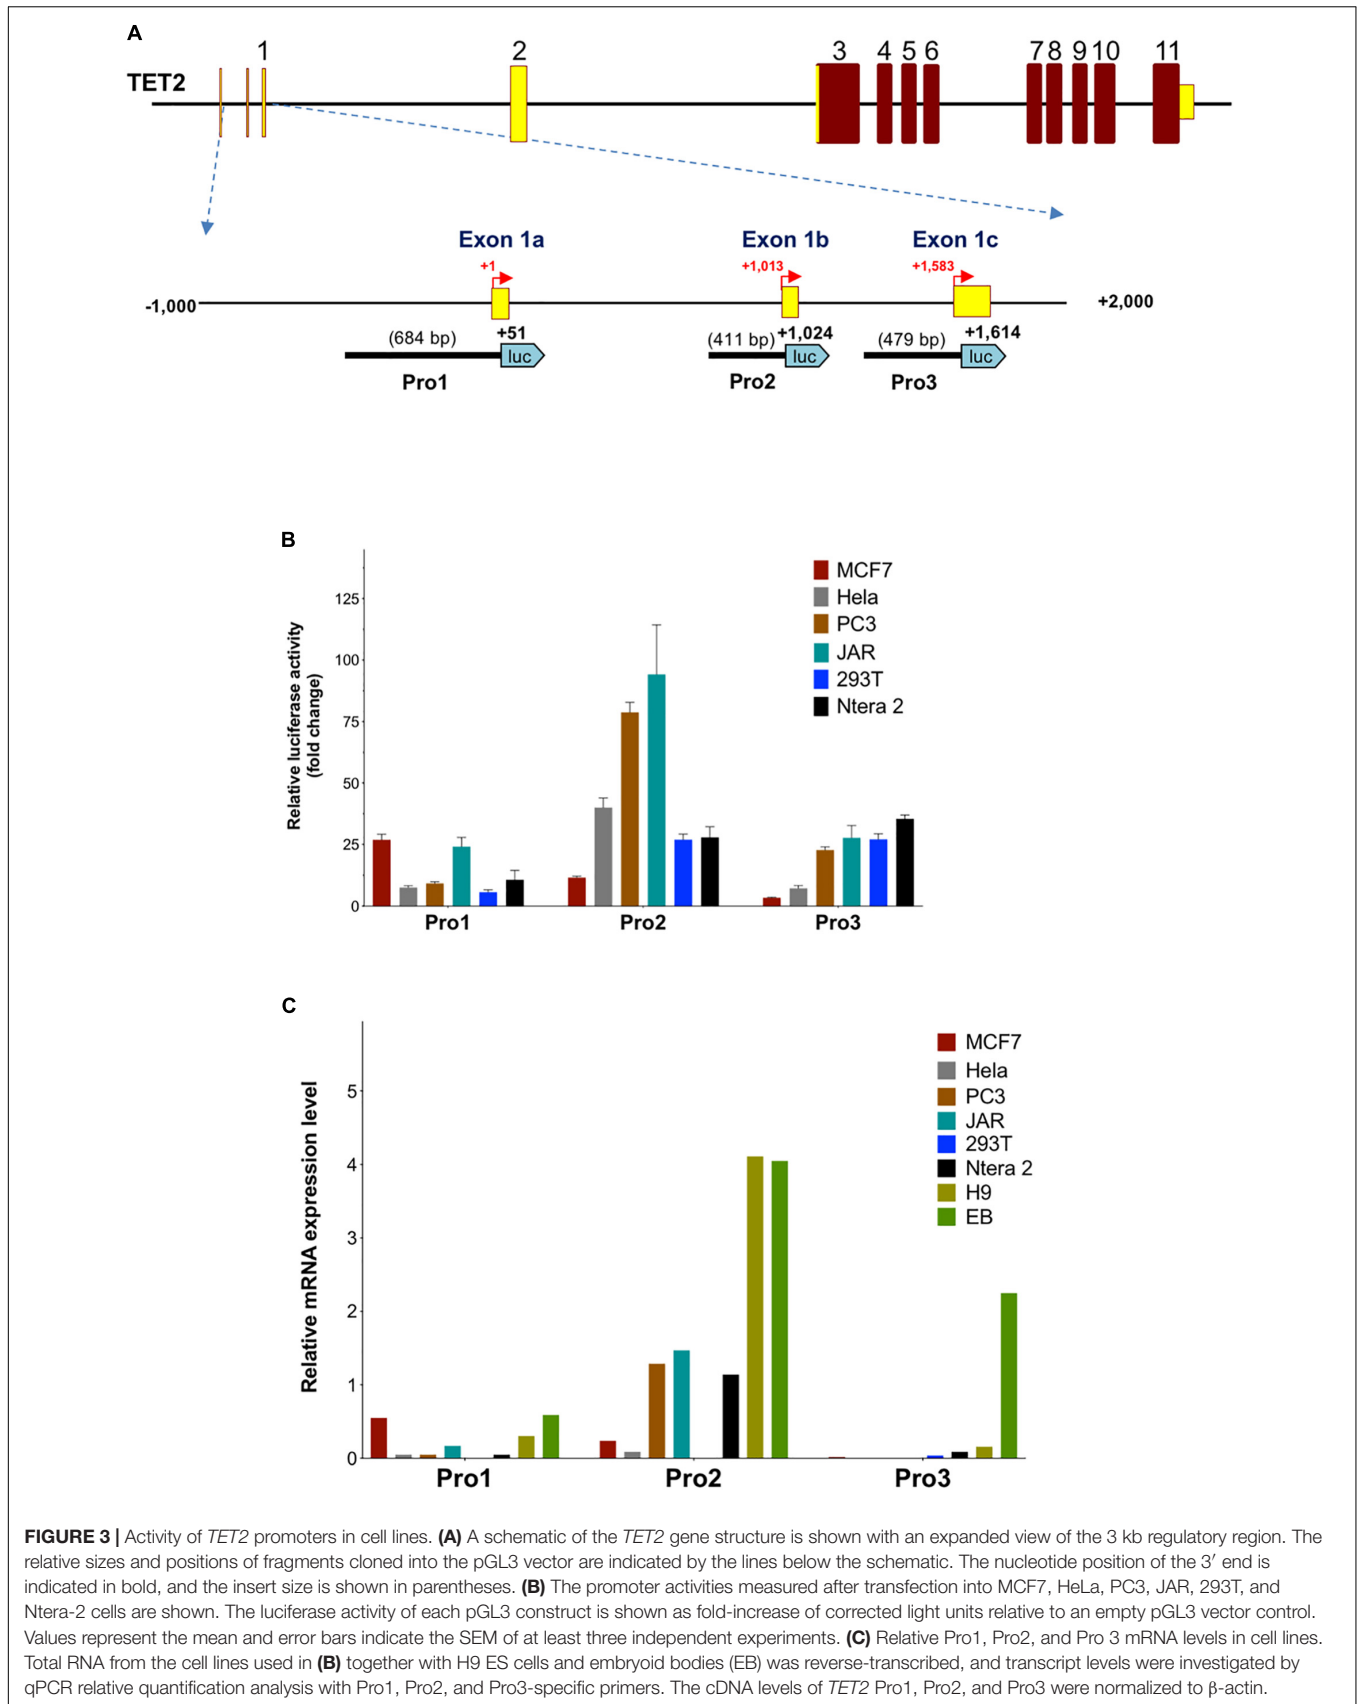 A
TET2
1
2
3
4
5
6
7
8
9
10
11
Exon 1a
Exon 1b
Exon 1c
+1
+1,013
+1,583
-1,000
+2,000
(684 bp)
+51
(411 bp)
+1,024
(479 bp)
+1,614
luc
luc
luc
Pro1
Pro2
Pro3
B
Relative luciferase activity
(fold change)
125
100
75
50
25
0
MCF7
Hela
PC3
JAR
293T
Ntera 2
Pro1
Pro2
Pro3
C
Relative mRNA expression level
5
4
3
2
1
0
MCF7
Hela
PC3
JAR
293T
Ntera 2
H9
EB
Pro1
Pro2
Pro3
FIGURE 3 | Activity of TET2 promoters in cell lines. (A) A schematic of the TET2 gene structure is shown with an expanded view of the 3 kb regulatory region. The
relative sizes and positions of fragments cloned into the pGL3 vector are indicated by the lines below the schematic. The nucleotide position of the 3′ end is
indicated in bold, and the insert size is shown in parentheses. (B) The promoter activities measured after transfection into MCF7, HeLa, PC3, JAR, 293T, and
Ntera-2 cells are shown. The luciferase activity of each pGL3 construct is shown as fold-increase of corrected light units relative to an empty pGL3 vector control.
Values represent the mean and error bars indicate the SEM of at least three independent experiments. (C) Relative Pro1, Pro2, and Pro 3 mRNA levels in cell lines.
Total RNA from the cell lines used in (B) together with H9 ES cells and embryoid bodies (EB) was reverse-transcribed, and transcript levels were investigated by
qPCR relative quantification analysis with Pro1, Pro2, and Pro3-specific primers. The cDNA levels of TET2 Pro1, Pro2, and Pro3 were normalized to β-actin.